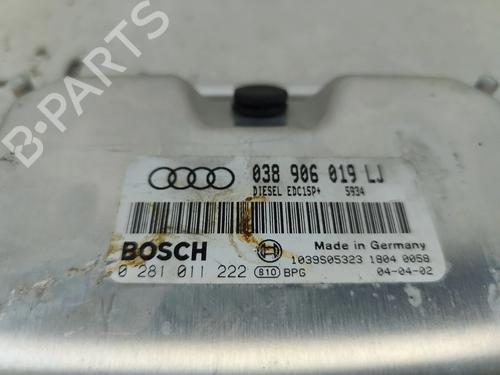 B-PARTS
038 906 019 LJ
DIESEL EDC15P+ 5934
BOSCH
Made in Germany
0 281 011 222 810 BPG
1039S05323 1804 0058
04-04-02